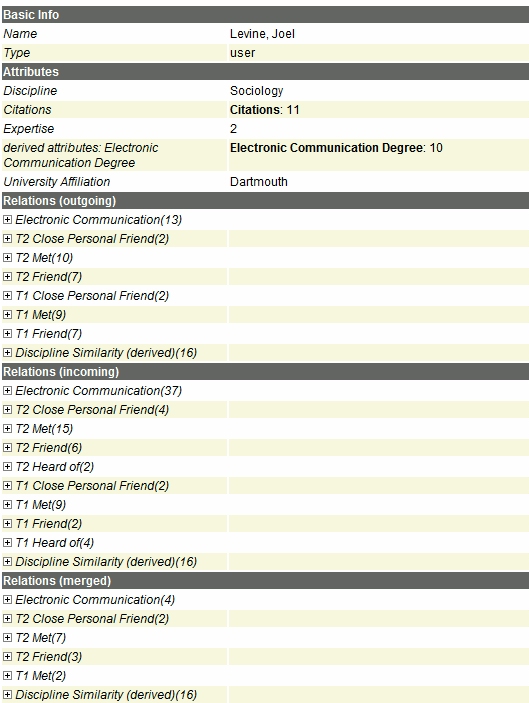 Basic Info
Name Levine, Joel
Type user
Attributes
Discipline Sociology
Citations Citations: 11
Expertise 2
derived attributes: Electronic Electronic Communication Degree: 10
Communication Degree
University Affiliation Dartmouth
Relations (outgoing)
Electronic Communication(13)
T2 Close Personal Friend(2)
T2 Met(10)
T2 Friend(7)
T1 Close Personal Friend(2)
T1 Met(9)
T1 Friend(7)
Discipline Similarity (derived)(16)
Relations (incoming)
Electronic Communication(37)
T2 Close Personal Friend(4)
T2 Met(15)
T2 Friend(6)
T2 Heard of(2)
T1 Close Personal Friend(2)
T1 Met(9)
T1 Friend(2)
T1 Heard of(4)
Discipline Similarity (derived)(16)
Relations (merged)
Electronic Communication(4)
T2 Close Personal Friend(2)
T2 Met(7)
T2 Friend(3)
T1 Met(2)
Discipline Similarity (derived)(16)